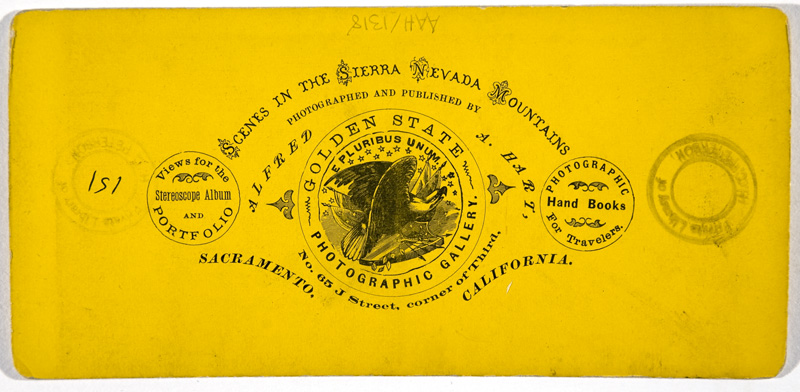 AAH/1318
SCENES IN THE SIERRA NEVADA MOUNTAINS
PHOTOGRAPHED AND PUBLISHED BY
ALFRED A. HART,
GOLDEN STATE
E PLURIBUS UNUM.
PHOTOGRAPHIC GALLERY.
No. 65 J Street, corner of Third,
SACRAMENTO, CALIFORNIA.
Views for the
Stereoscope Album
AND
PORTFOLIO
PHOTOGRAPHIC
Hand Books
For Travelers.
151